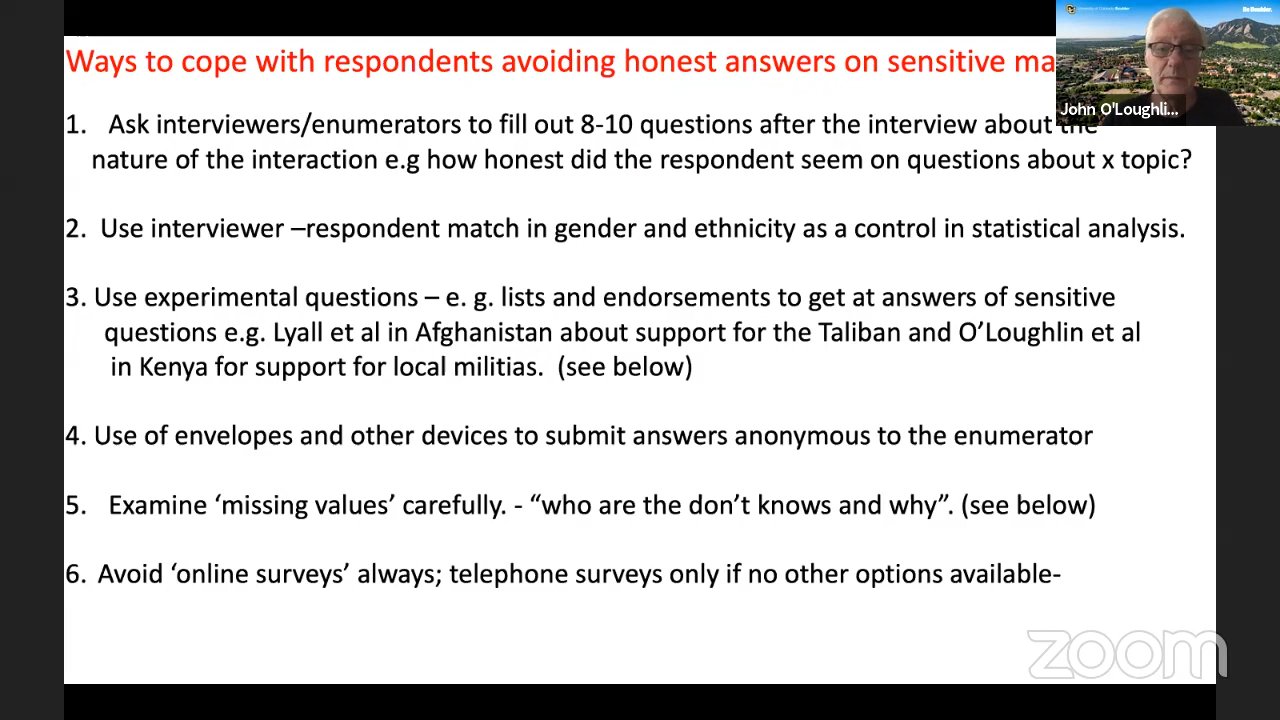 University of Colorado Boulder
Be Boulder.
Ways to cope with respondents avoiding honest answers on sensitive ma
John O'Loughli...
1. Ask interviewers/enumerators to fill out 8-10 questions after the interview about the
nature of the interaction e.g how honest did the respondent seem on questions about x topic?
2. Use interviewer –respondent match in gender and ethnicity as a control in statistical analysis.
3. Use experimental questions – e. g. lists and endorsements to get at answers of sensitive
questions e.g. Lyall et al in Afghanistan about support for the Taliban and O’Loughlin et al
in Kenya for support for local militias. (see below)
4. Use of envelopes and other devices to submit answers anonymous to the enumerator
5. Examine ‘missing values’ carefully. - “who are the don’t knows and why”. (see below)
6. Avoid ‘online surveys’ always; telephone surveys only if no other options available-
zoom